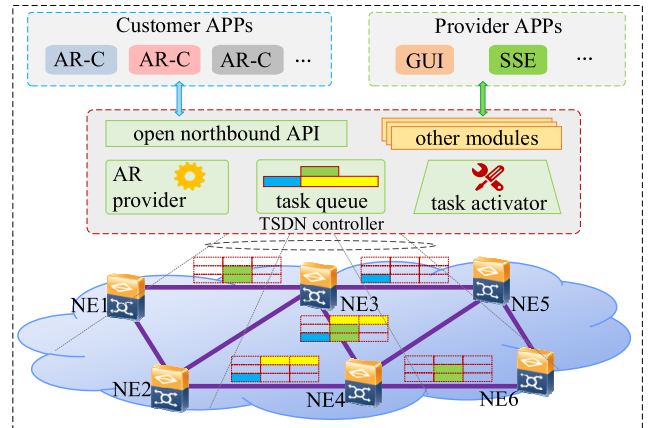 Customer APPs
Provider APPs
AR-C
AR-C
AR-C
...
GUI
SSE
...
open northbound API
other modules
AR
provider
task queue
task activator
TSDN controller
NE1
NE3
NE5
NE2
NE4
NE6